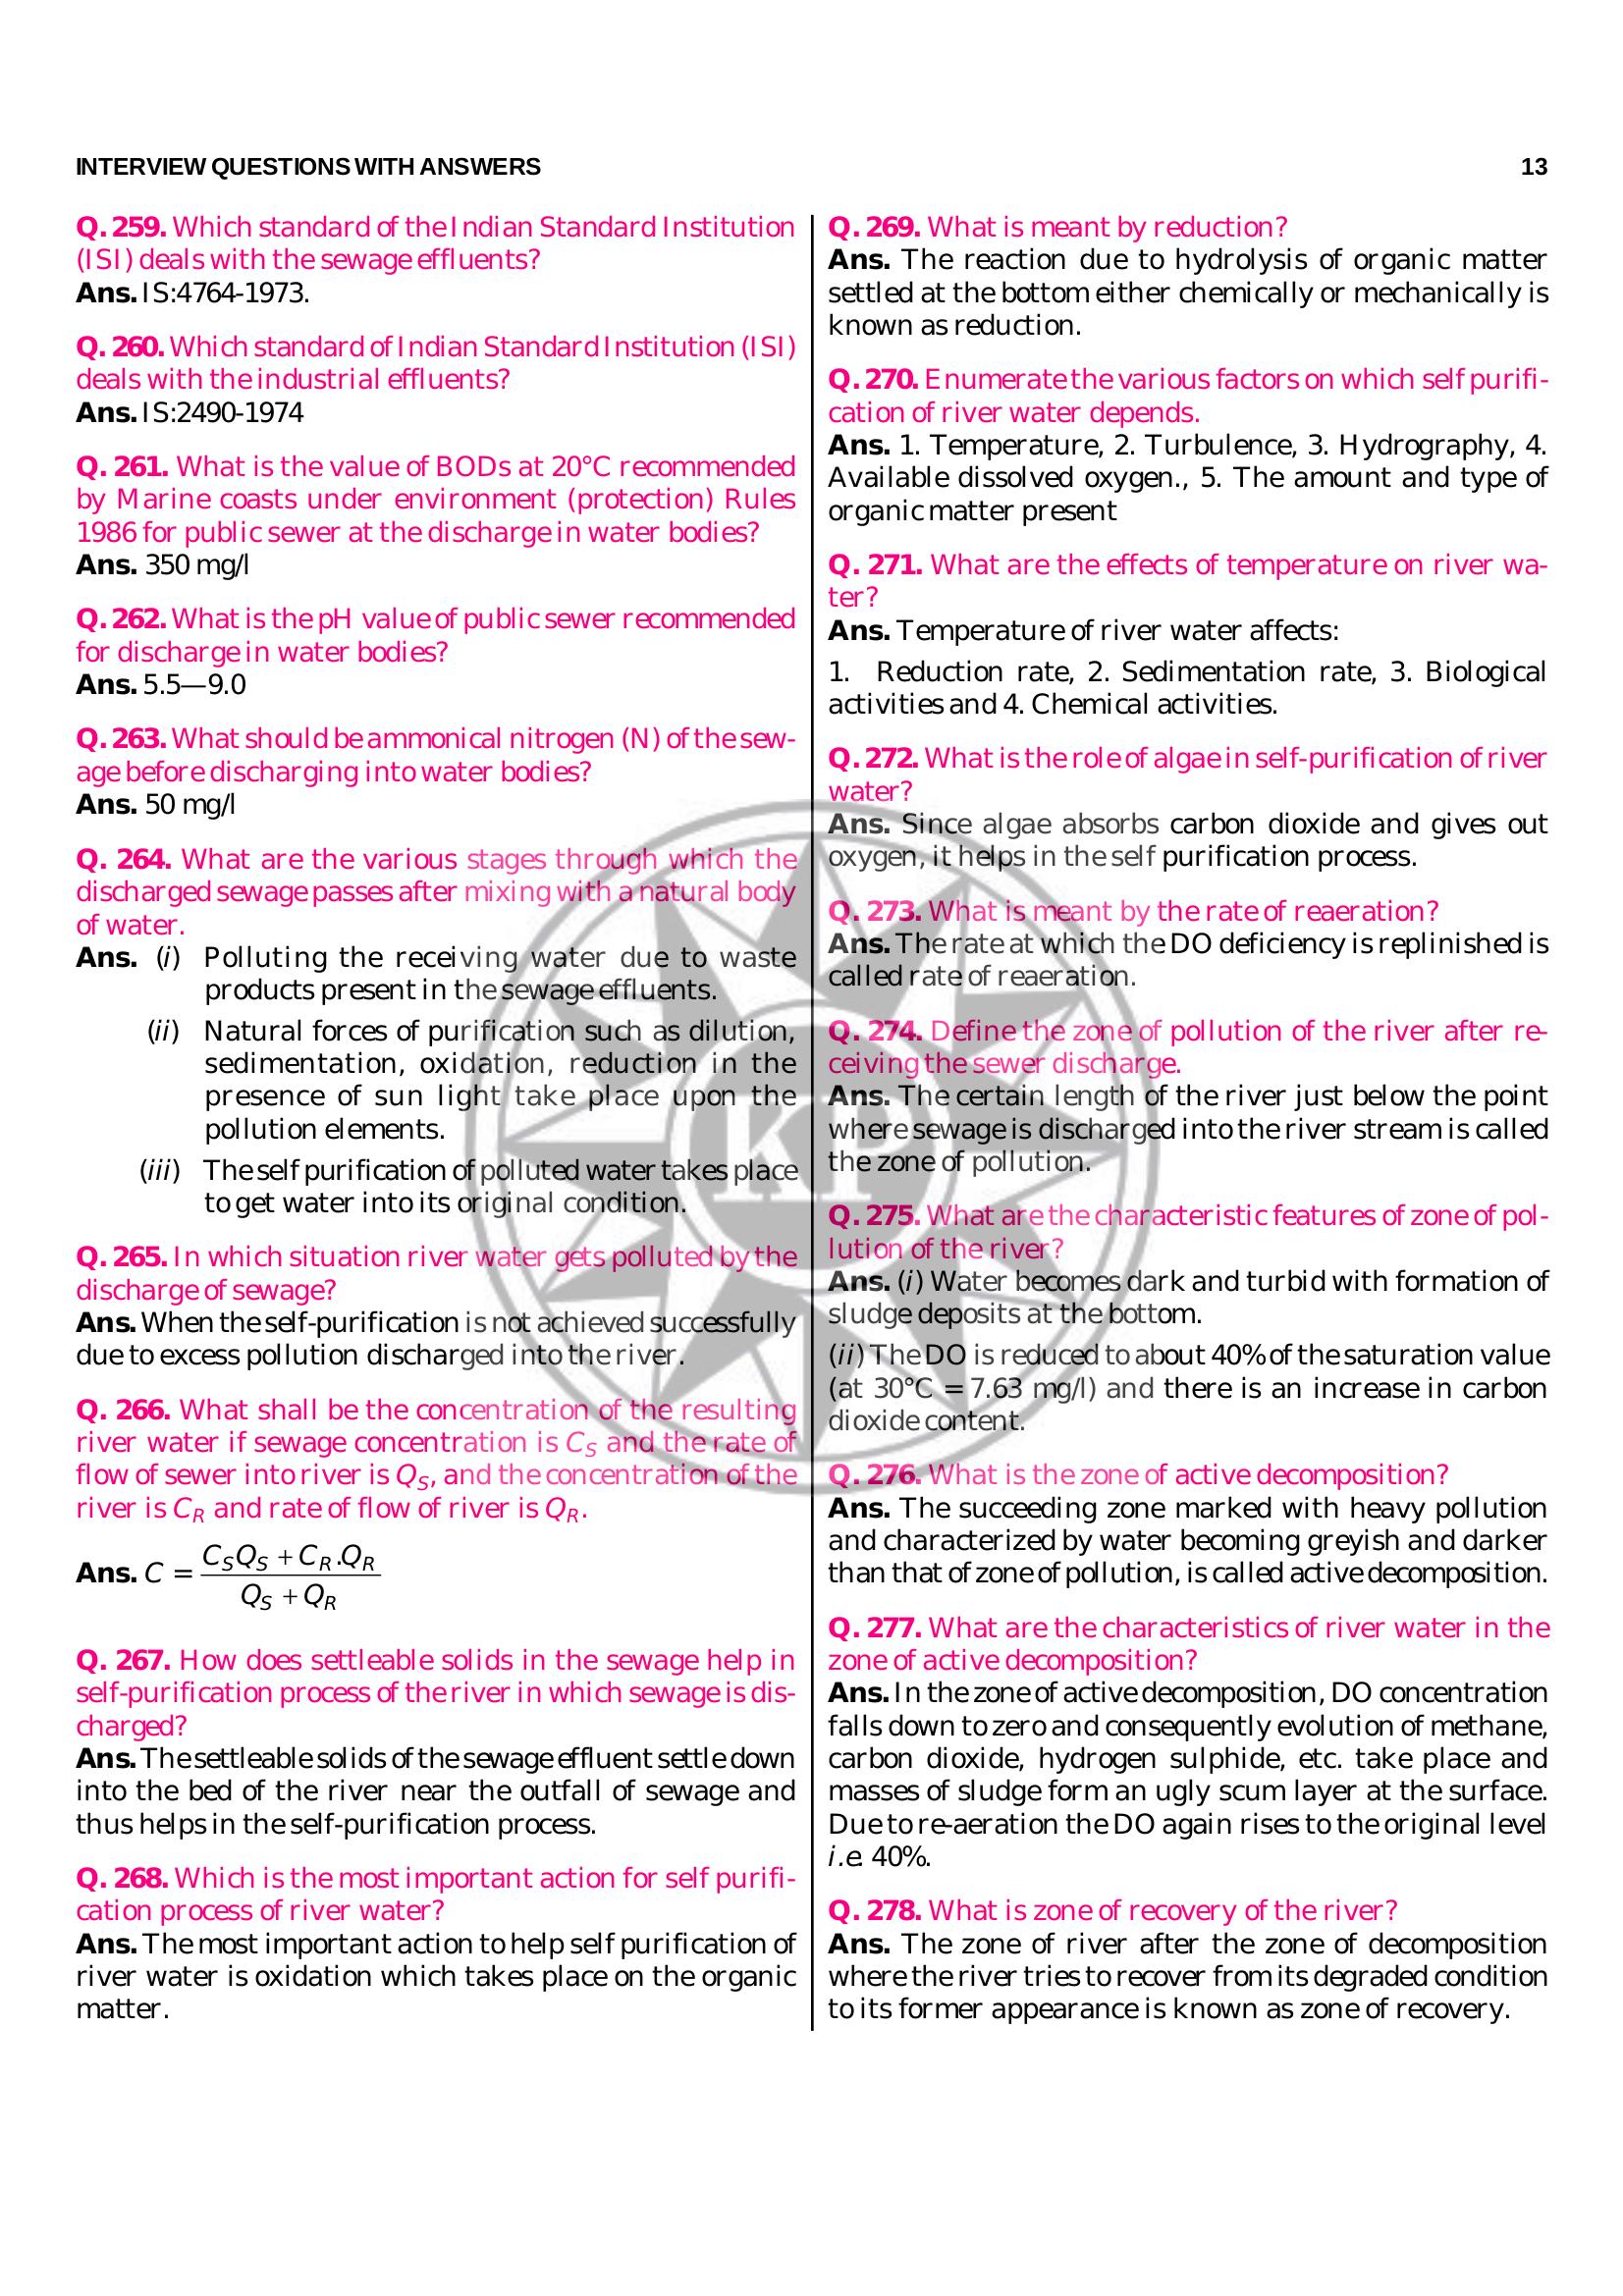 INTERVIEW QUESTIONS WITH ANSWERS 13
Q. 259. Which standard of the Indian Standard Institution
(ISI) deals with the sewage effluents?
Ans. IS:4764-1973.
Q. 260. Which standard of Indian Standard Institution (ISI)
deals with the industrial effluents?
Ans. IS:2490-1974
Q. 261. What is the value of BODs at 20°C recommended
by Marine coasts under environment (protection) Rules
1986 for public sewer at the discharge in water bodies?
Ans. 350 mg/l
Q. 262. What is the pH value of public sewer recommended
for discharge in water bodies?
Ans. 5.5—9.0
Q. 263. What should be ammonical nitrogen (N) of the sew-
age before discharging into water bodies?
Ans. 50 mg/l
Q. 264. What are the various stages through which the
discharged sewage passes after mixing with a natural body
of water.
Ans. (i) Polluting the receiving water due to waste
products present in the sewage effluents.
(ii) Natural forces of purification such as dilution,
sedimentation, oxidation, reduction in the
presence of sun light take place upon the
pollution elements.
(iii) The self purification of polluted water takes place
to get water into its original condition.
Q. 265. In which situation river water gets polluted by the
discharge of sewage?
Ans. When the self-purification is not achieved successfully
due to excess pollution discharged into the river.
Q. 266. What shall be the concentration of the resulting
river water if sewage concentration is C_S and the rate of
flow of sewer into river is Q_S, and the concentration of the
river is C_R and rate of flow of river is Q_R.
Ans. C = (C_S Q_S + C_R.Q_R) / (Q_S + Q_R)
Q. 267. How does settleable solids in the sewage help in
self-purification process of the river in which sewage is dis-
charged?
Ans. The settleable solids of the sewage effluent settle down
into the bed of the river near the outfall of sewage and
thus helps in the self-purification process.
Q. 268. Which is the most important action for self purifi-
cation process of river water?
Ans. The most important action to help self purification of
river water is oxidation which takes place on the organic
matter.
Q. 269. What is meant by reduction?
Ans. The reaction due to hydrolysis of organic matter
settled at the bottom either chemically or mechanically is
known as reduction.
Q. 270. Enumerate the various factors on which self purifi-
cation of river water depends.
Ans. 1. Temperature, 2. Turbulence, 3. Hydrography, 4.
Available dissolved oxygen., 5. The amount and type of
organic matter present
Q. 271. What are the effects of temperature on river wa-
ter?
Ans. Temperature of river water affects:
1. Reduction rate, 2. Sedimentation rate, 3. Biological
activities and 4. Chemical activities.
Q. 272. What is the role of algae in self-purification of river
water?
Ans. Since algae absorbs carbon dioxide and gives out
oxygen, it helps in the self purification process.
Q. 273. What is meant by the rate of reaeration?
Ans. The rate at which the DO deficiency is replinished is
called rate of reaeration.
Q. 274. Define the zone of pollution of the river after re-
ceiving the sewer discharge.
Ans. The certain length of the river just below the point
where sewage is discharged into the river stream is called
the zone of pollution.
Q. 275. What are the characteristic features of zone of pol-
lution of the river?
Ans. (i) Water becomes dark and turbid with formation of
sludge deposits at the bottom.
(ii) The DO is reduced to about 40% of the saturation value
(at 30°C = 7.63 mg/l) and there is an increase in carbon
dioxide content.
Q. 276. What is the zone of active decomposition?
Ans. The succeeding zone marked with heavy pollution
and characterized by water becoming greyish and darker
than that of zone of pollution, is called active decomposition.
Q. 277. What are the characteristics of river water in the
zone of active decomposition?
Ans. In the zone of active decomposition, DO concentration
falls down to zero and consequently evolution of methane,
carbon dioxide, hydrogen sulphide, etc. take place and
masses of sludge form an ugly scum layer at the surface.
Due to re-aeration the DO again rises to the original level
i.e. 40%.
Q. 278. What is zone of recovery of the river?
Ans. The zone of river after the zone of decomposition
where the river tries to recover from its degraded condition
to its former appearance is known as zone of recovery.
KP